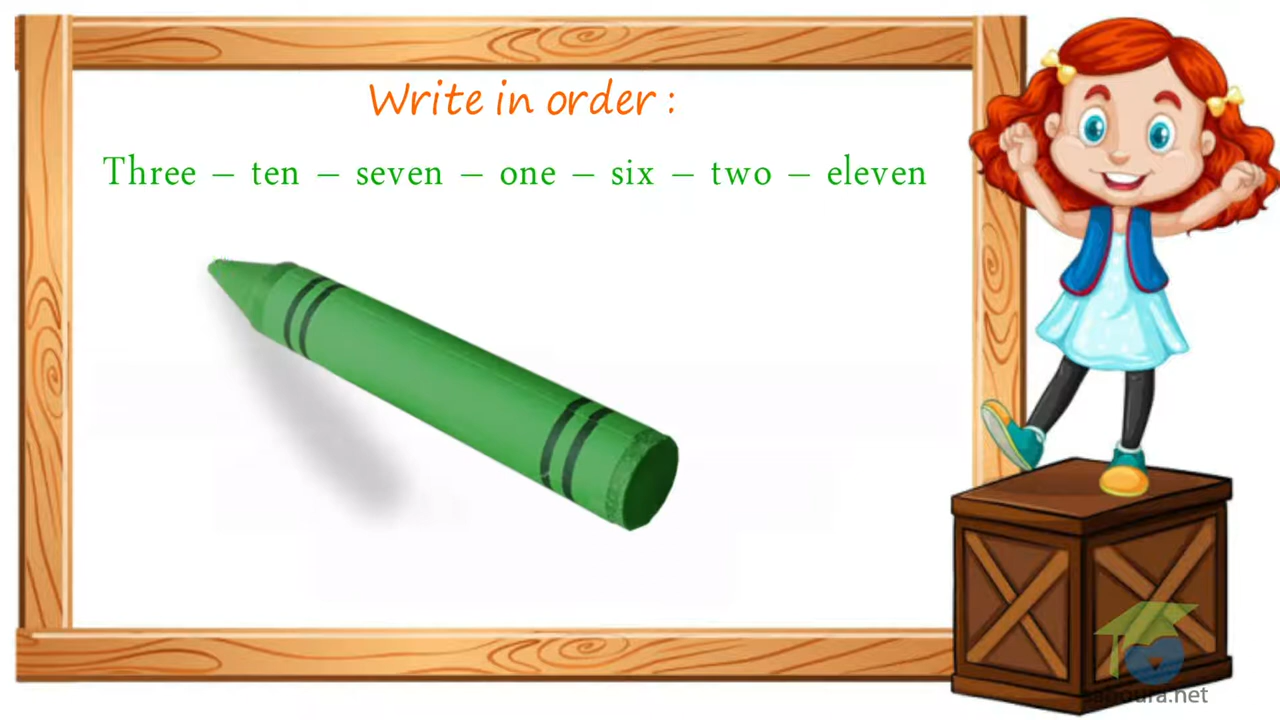 Write in order :
Three – ten – seven – one – six – two – eleven